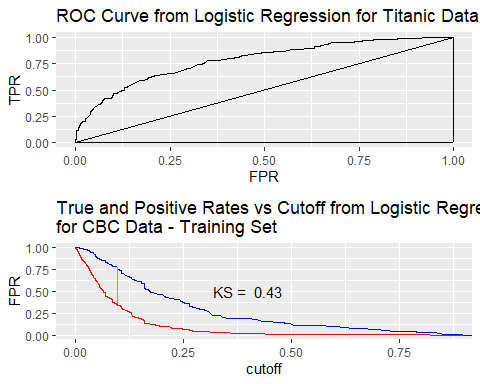 ROC Curve from Logistic Regression for Titanic Data
1.00
0.75
0.50
0.25
0.00
TPR
0.00 0.25 0.50 0.75 1.00
FPR
True and Positive Rates vs Cutoff from Logistic Regre
for CBC Data - Training Set
1.00
0.75
0.50
0.25
0.00
FPR
KS = 0.43
0.00 0.25 0.50 0.75
cutoff